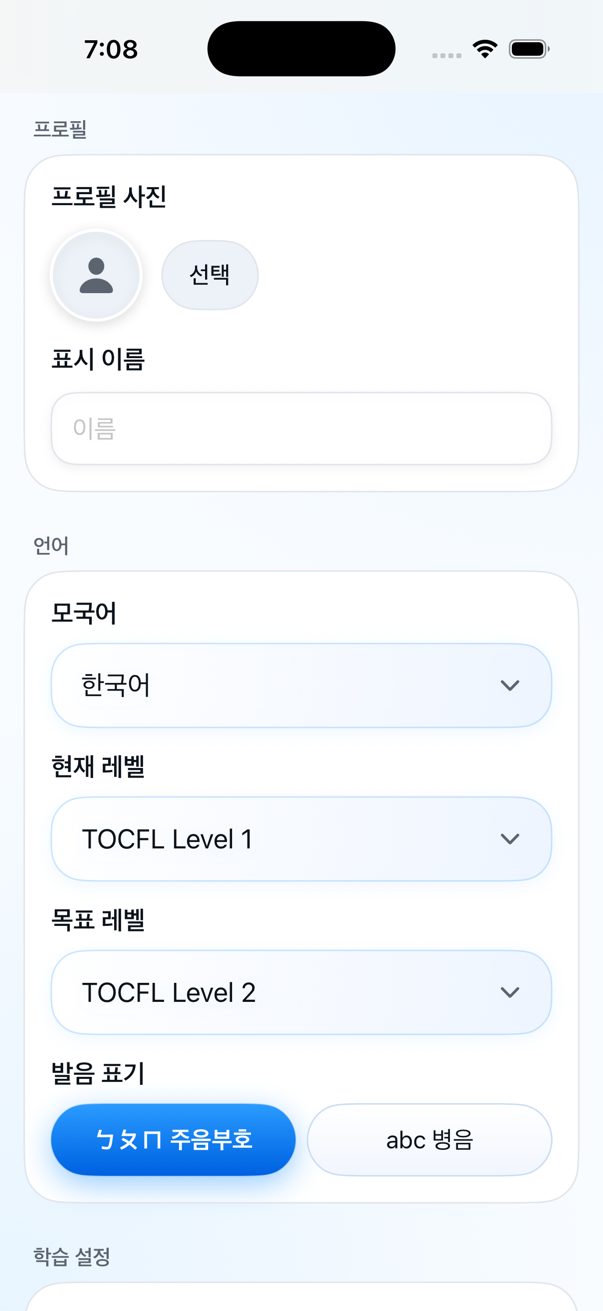 7:08
프로필
프로필 사진
선택
표시 이름
이름
언어
모국어
한국어
현재 레벨
TOCFL Level 1
목표 레벨
TOCFL Level 2
발음 표기
ㄅㄆㄇ 주음부호
abc 병음
학습 설정